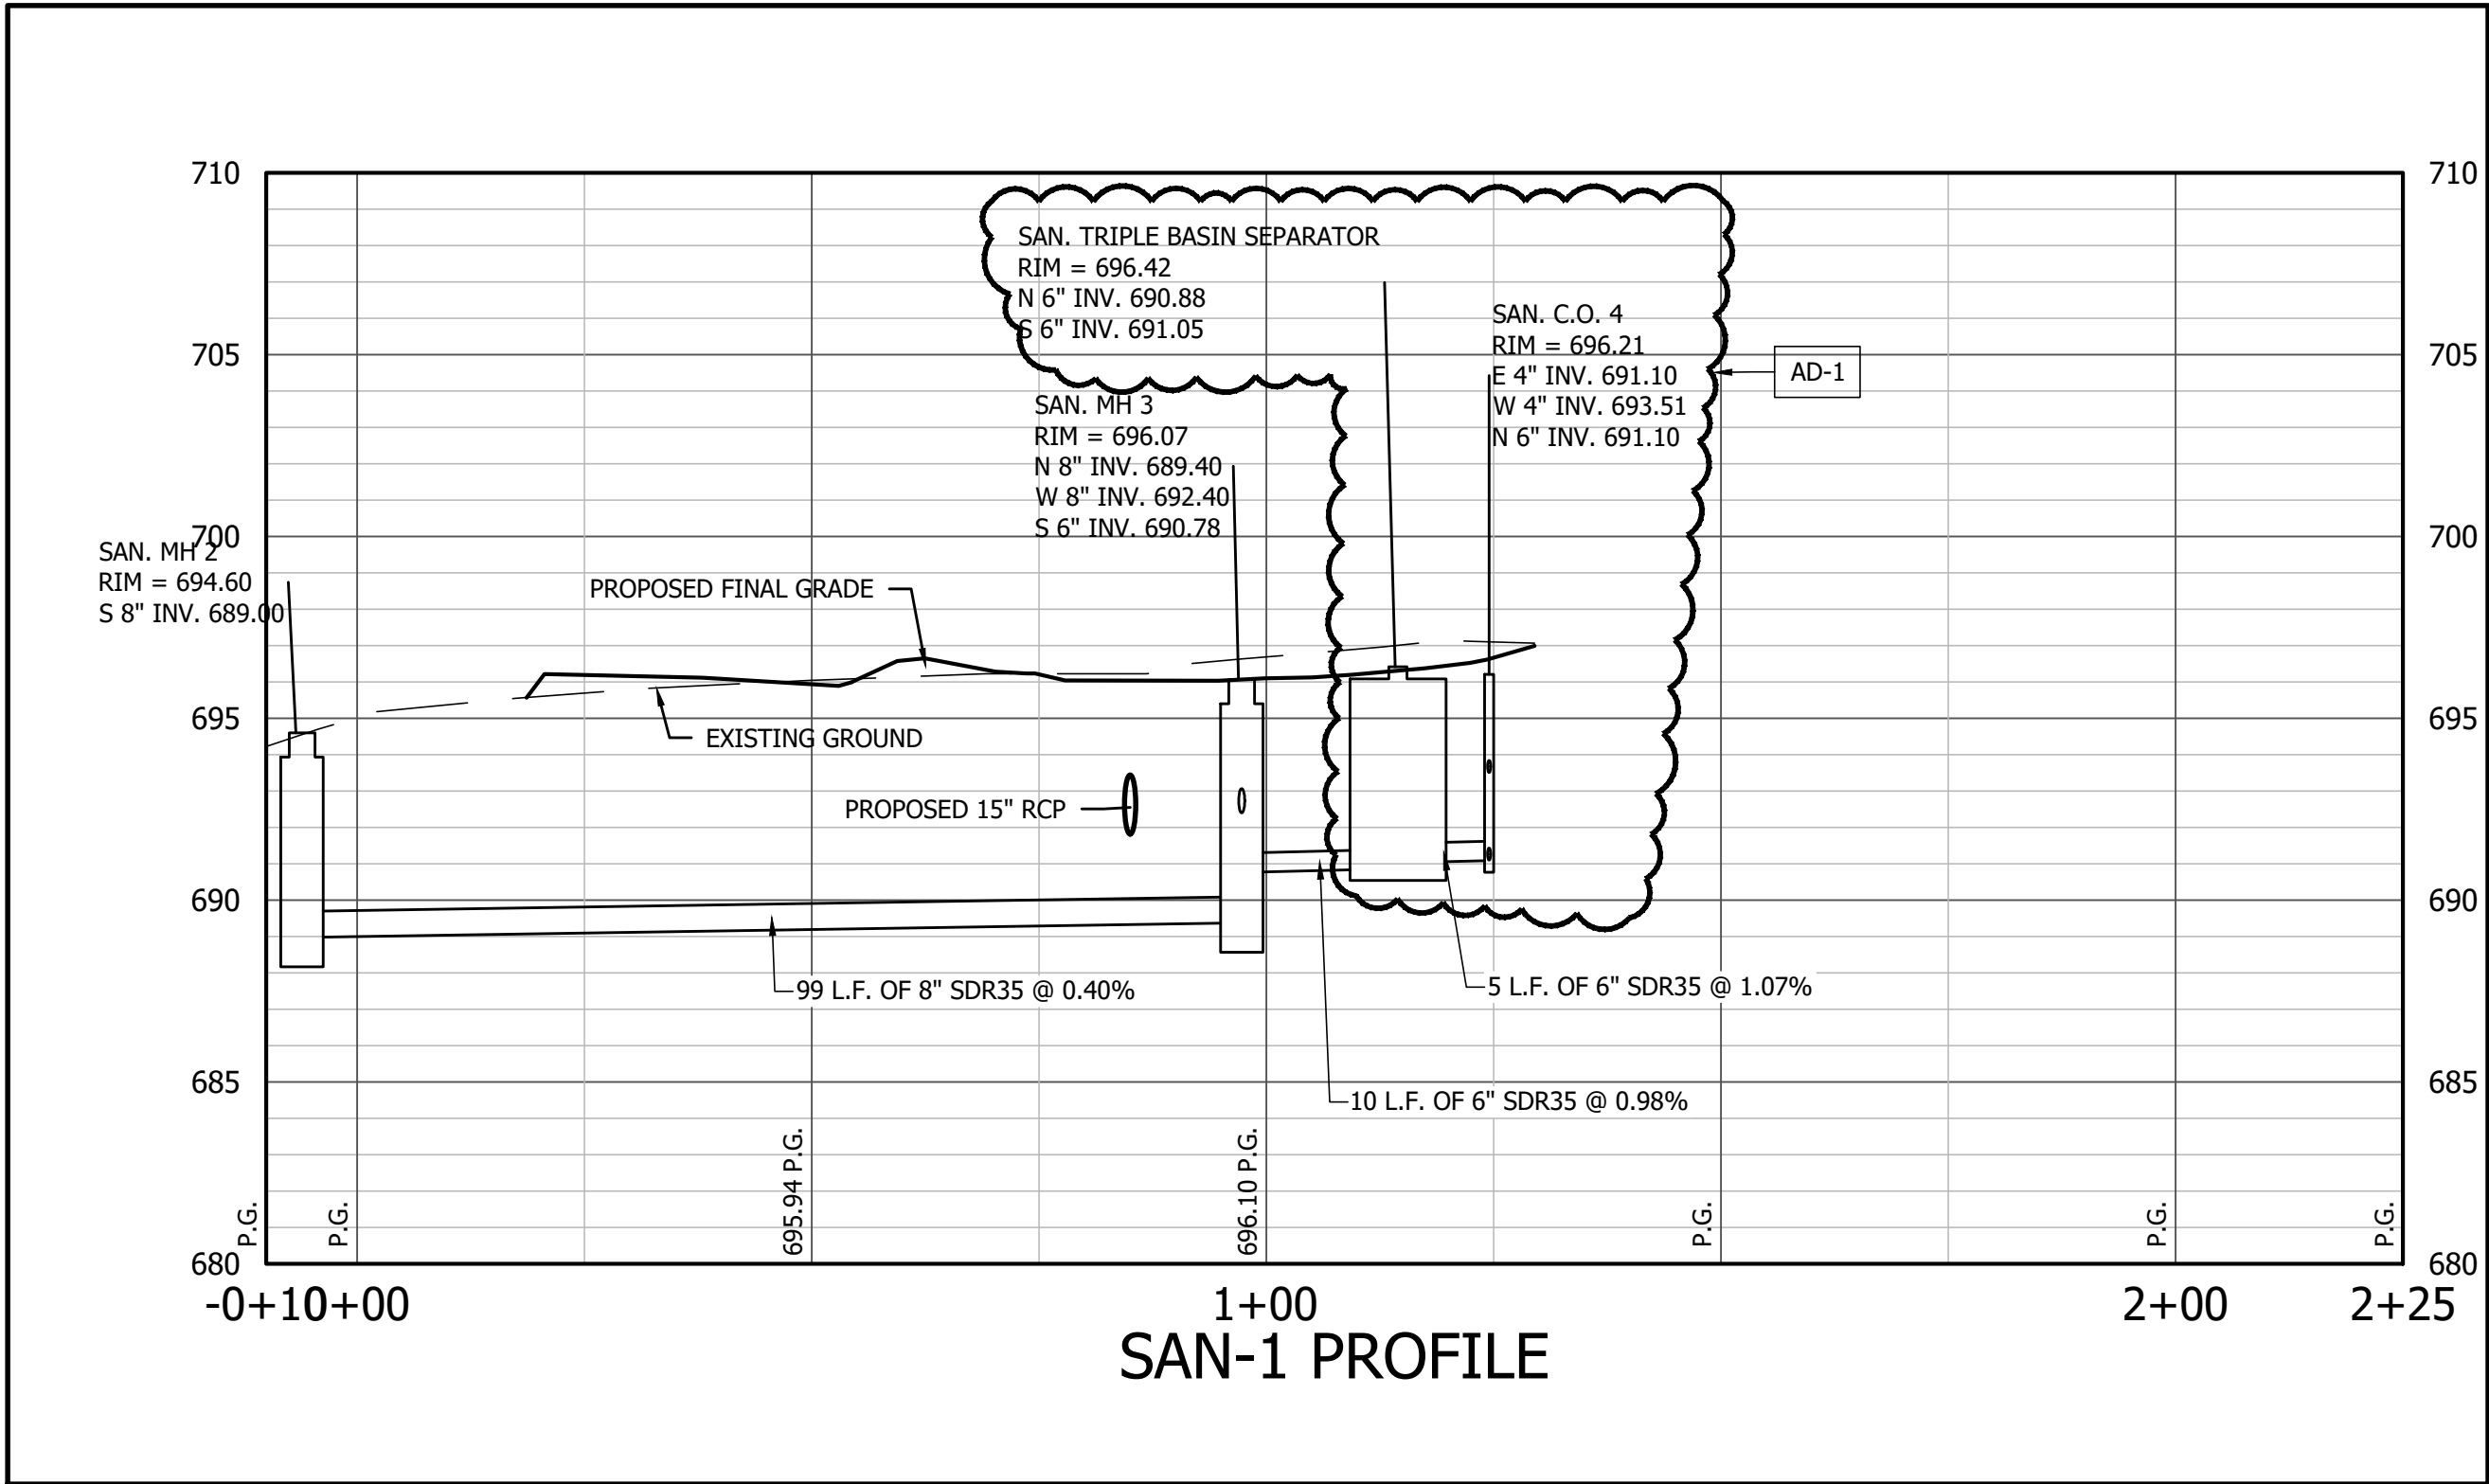 710
710
SAN. TRIPLE BASIN SEPARATOR
RIM = 696.42
N 6" INV. 690.88
S 6" INV. 691.05
SAN. C.O. 4
RIM = 696.21
E 4" INV. 691.10
W 4" INV. 693.51
N 6" INV. 691.10
705
705
AD-1
SAN. MH 3
RIM = 696.07
N 8" INV. 689.40
W 8" INV. 692.40
S 6" INV. 690.78
700
700
SAN. MH 2
RIM = 694.60
S 8" INV. 689.00
PROPOSED FINAL GRADE
695
695
EXISTING GROUND
PROPOSED 15" RCP
690
690
99 L.F. OF 8" SDR35 @ 0.40%
5 L.F. OF 6" SDR35 @ 1.07%
685
685
10 L.F. OF 6" SDR35 @ 0.98%
P.G.
P.G.
695.94 P.G.
696.10 P.G.
P.G.
P.G.
P.G.
680
680
-0+10+00
1+00
2+00
2+25
SAN-1 PROFILE